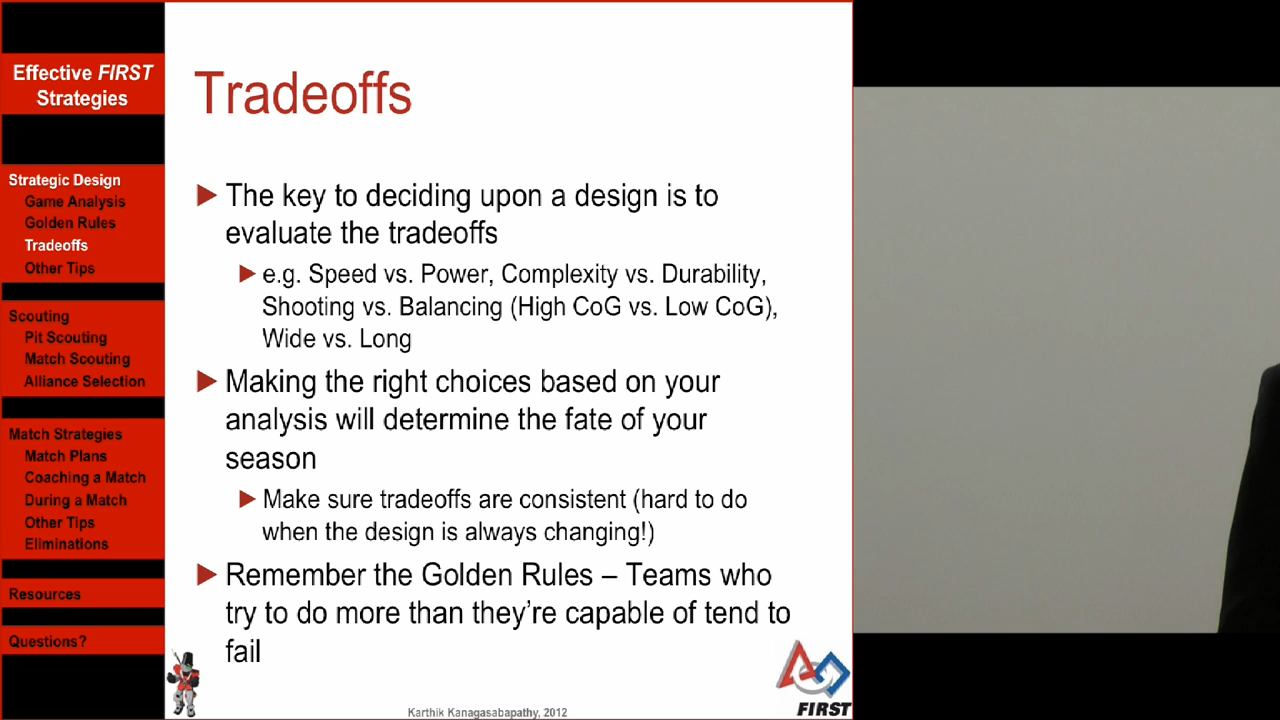 Effective FIRST
Strategies
Strategic Design
Game Analysis
Golden Rules
Tradeoffs
Other Tips
Scouting
Pit Scouting
Match Scouting
Alliance Selection
Match Strategies
Match Plans
Coaching a Match
During a Match
Other Tips
Eliminations
Resources
Questions?
Tradeoffs
The key to deciding upon a design is to
evaluate the tradeoffs
e.g. Speed vs. Power, Complexity vs. Durability,
Shooting vs. Balancing (High CoG vs. Low CoG),
Wide vs. Long
Making the right choices based on your
analysis will determine the fate of your
season
Make sure tradeoffs are consistent (hard to do
when the design is always changing!)
Remember the Golden Rules – Teams who
try to do more than they're capable of tend to
fail
Karthik Kanagasabapathy, 2012
FIRST